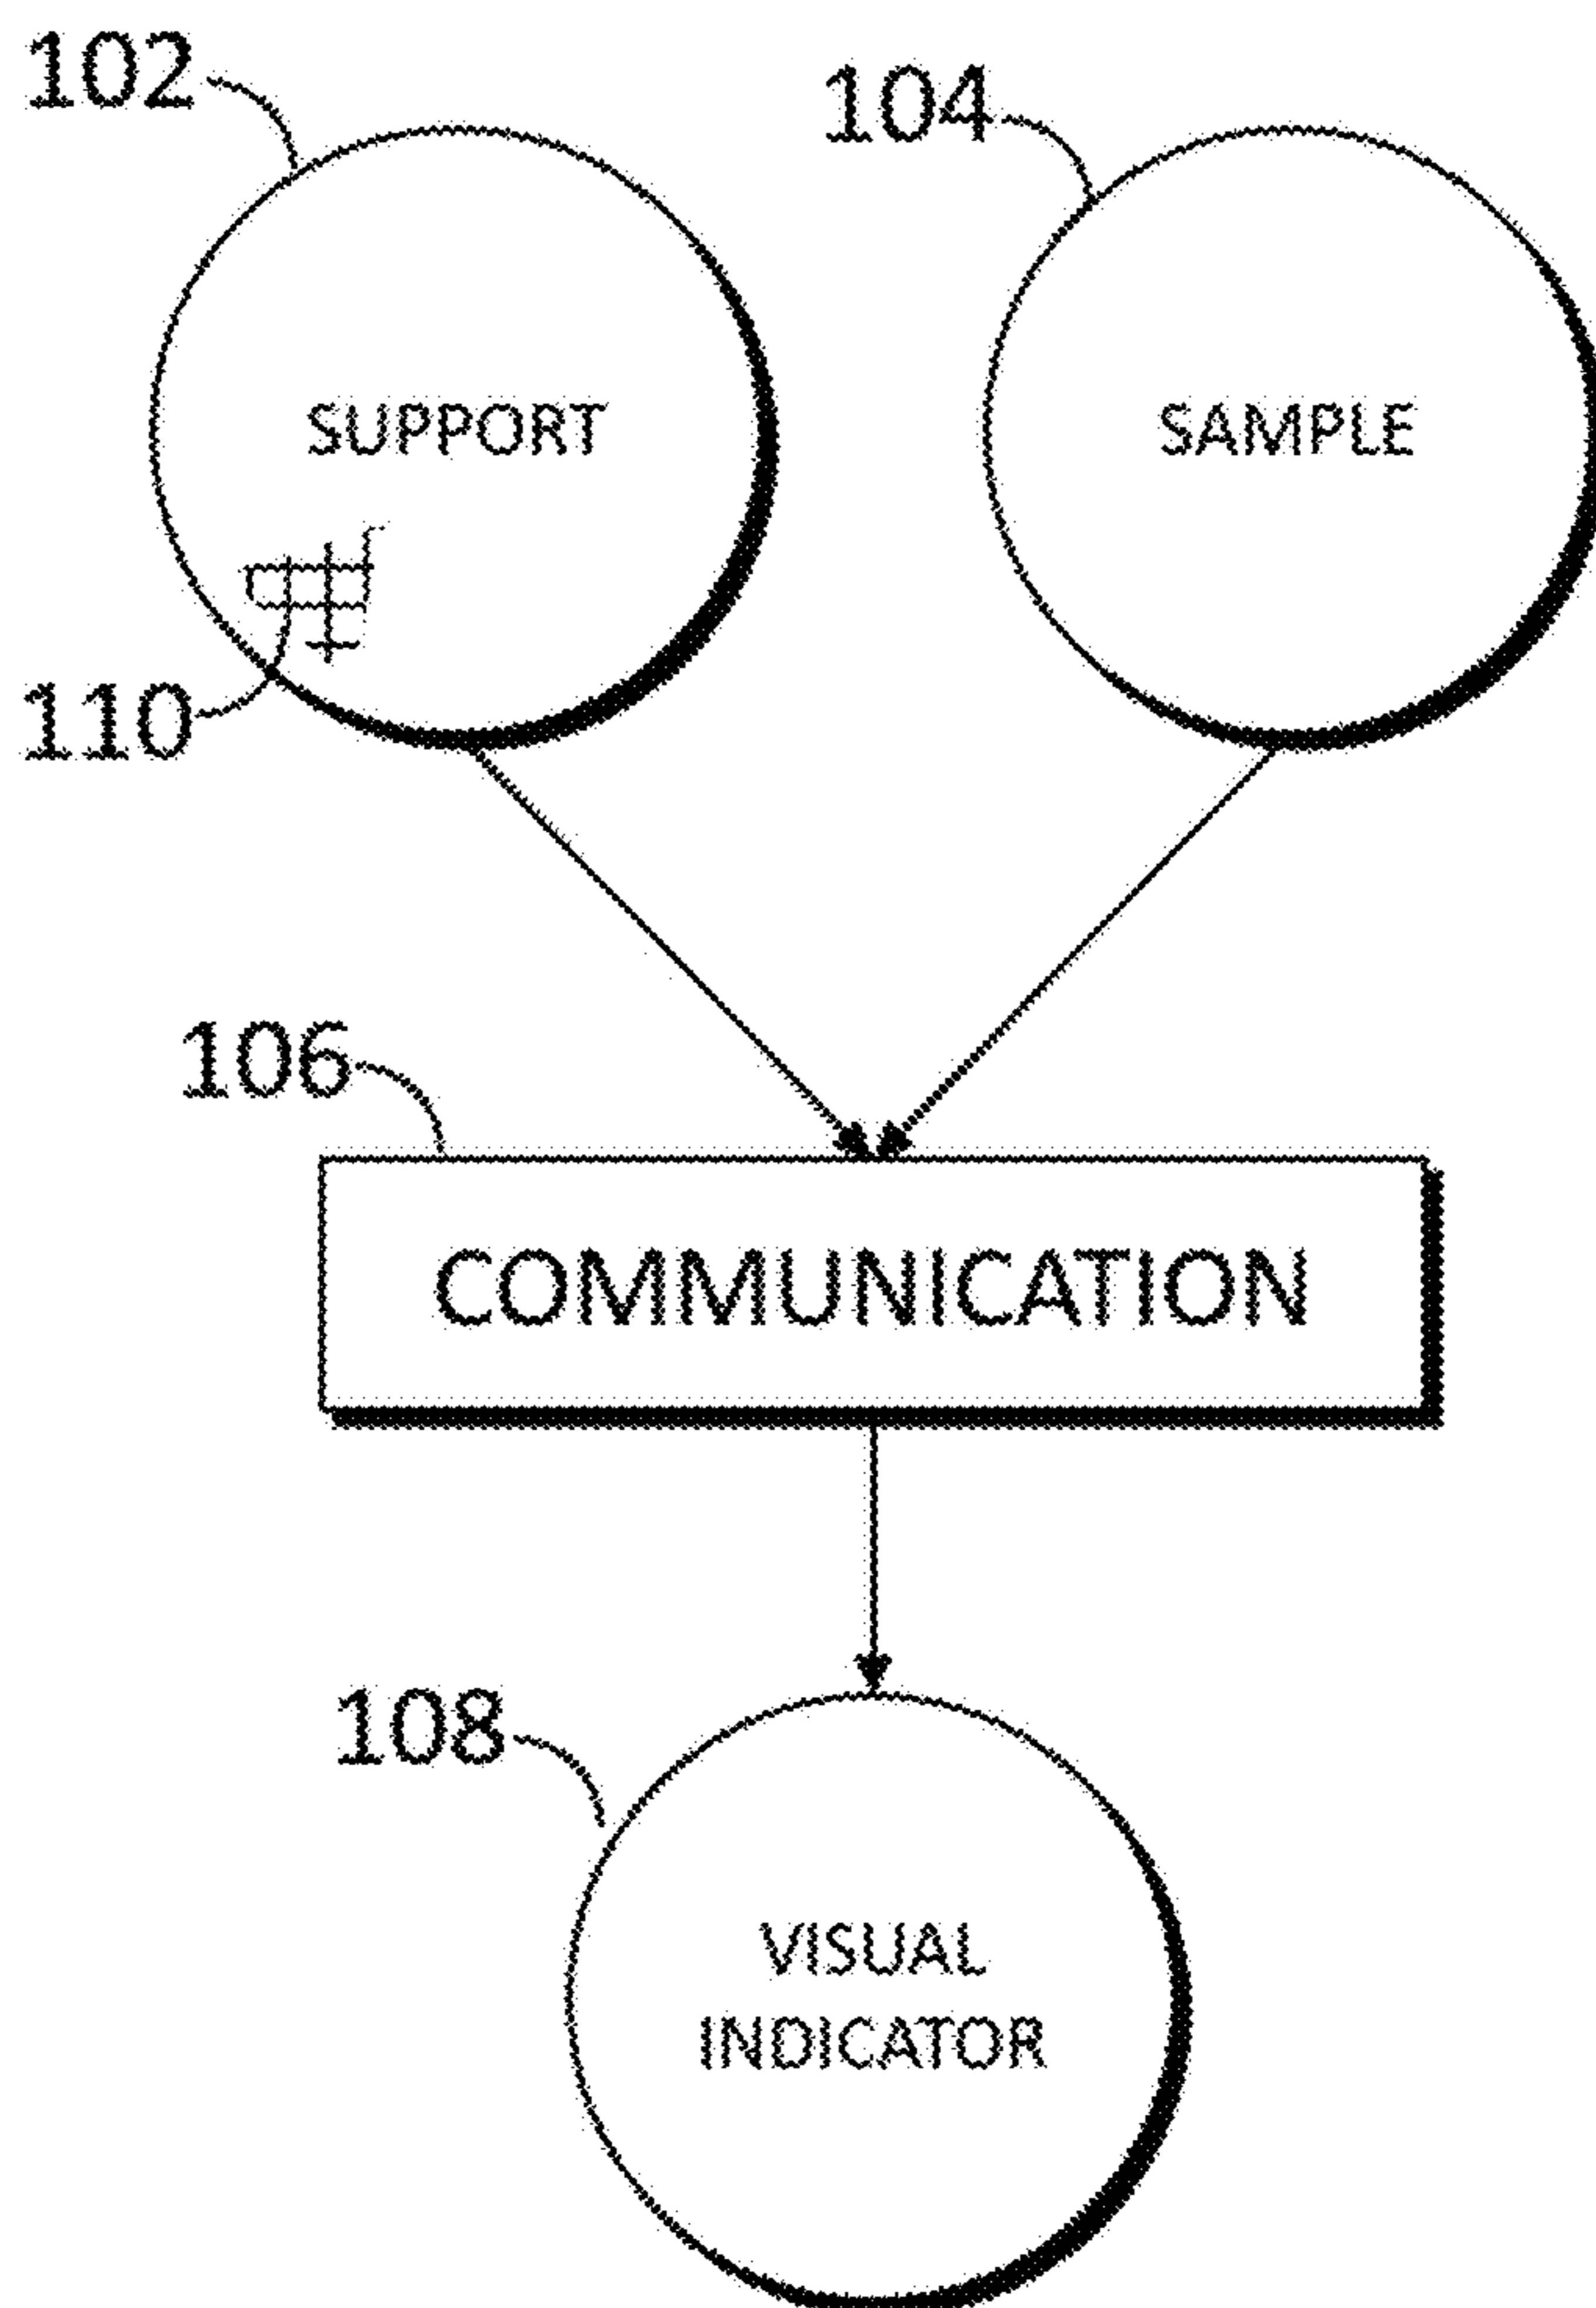 102
104
SUPPORT
SAMPLE
110
106
COMMUNICATION
108
VISUAL
INDICATOR